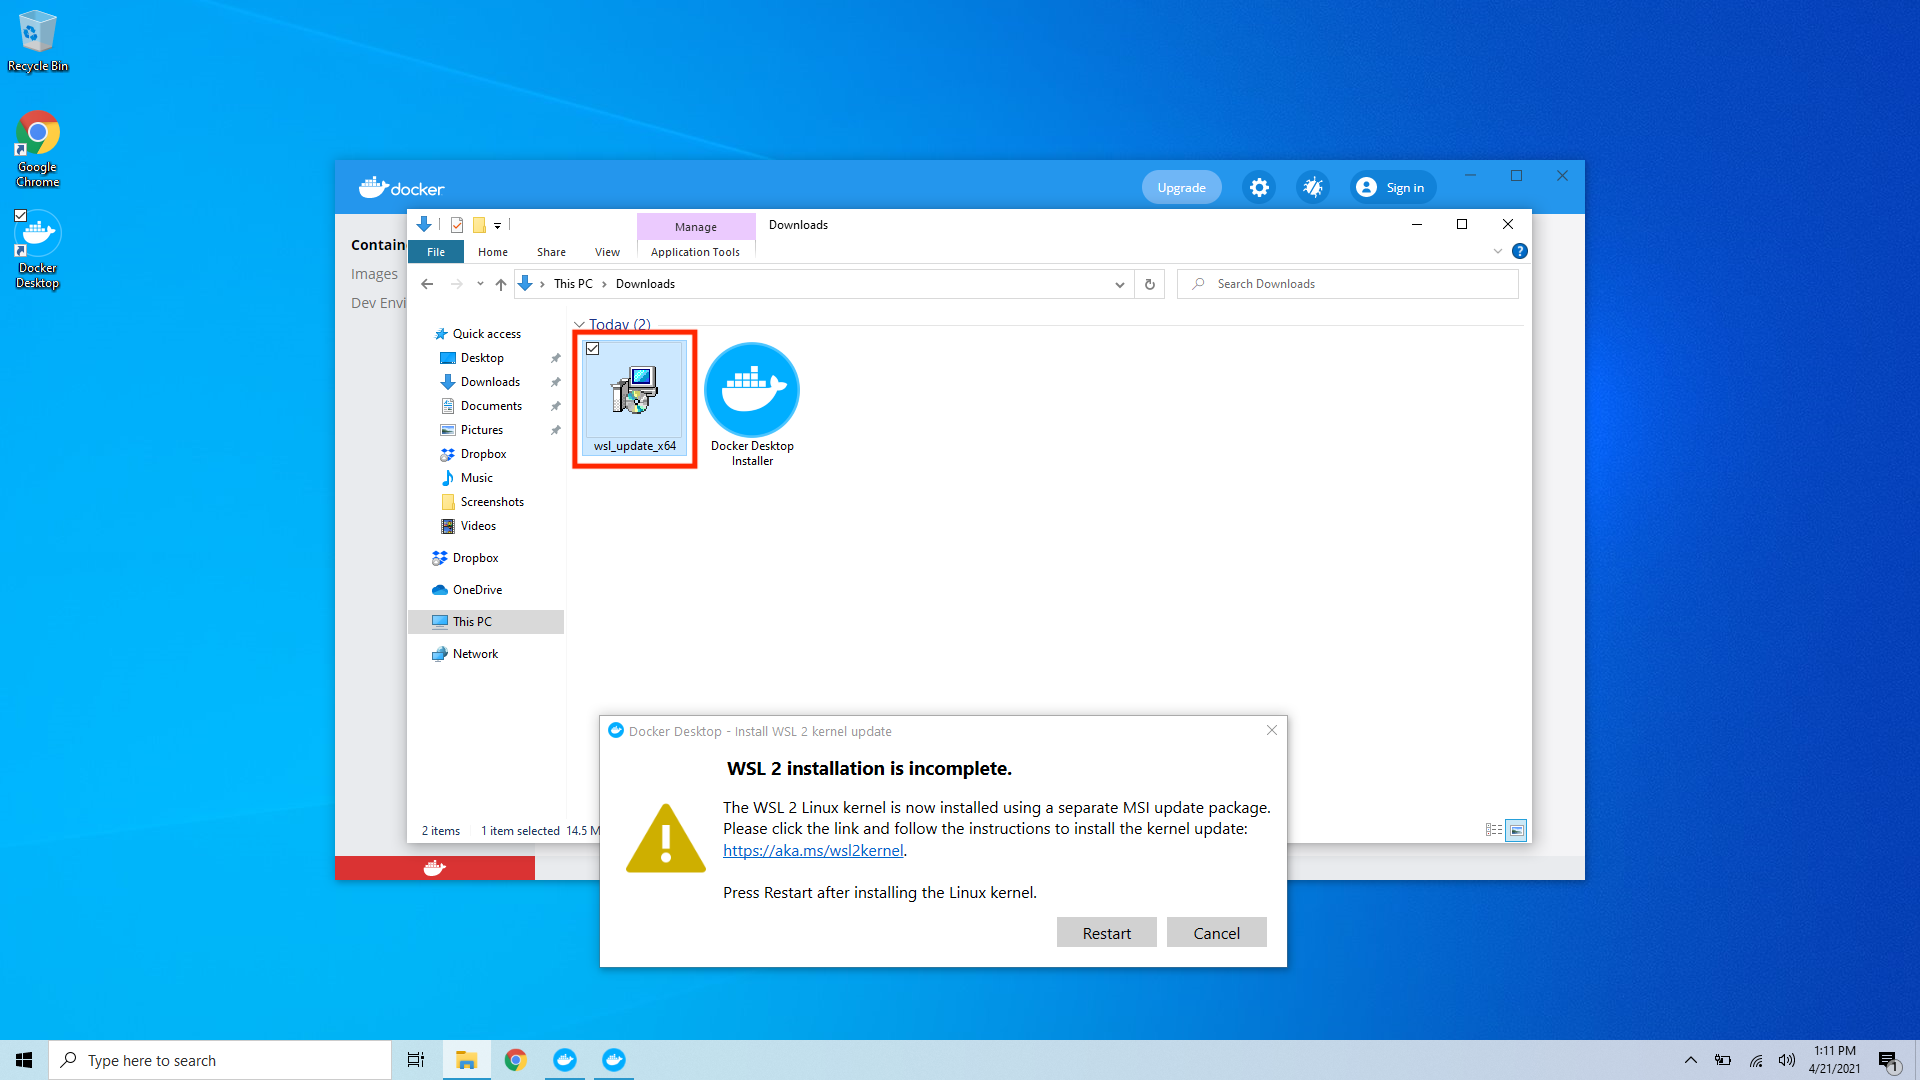 Recycle Bin
Google
Chrome
Docker
Desktop
docker
Upgrade
Sign in
Contain
Images
Dev Envi
Manage
Downloads
File
Home
Share
View
Application Tools
?
This PC
Downloads
Search Downloads
Quick access
Desktop
Downloads
Documents
Pictures
Dropbox
Music
Screenshots
Videos
Dropbox
OneDrive
This PC
Network
Today (2)
wsl_update_x64
Docker Desktop
Installer
2 items
1 item selected
14.5 M
Docker Desktop - Install WSL 2 kernel update
WSL 2 installation is incomplete.
The WSL 2 Linux kernel is now installed using a separate MSI update package.
Please click the link and follow the instructions to install the kernel update:
https://aka.ms/wsl2kernel.
Press Restart after installing the Linux kernel.
Restart
Cancel
Type here to search
1:11 PM
4/21/2021
1